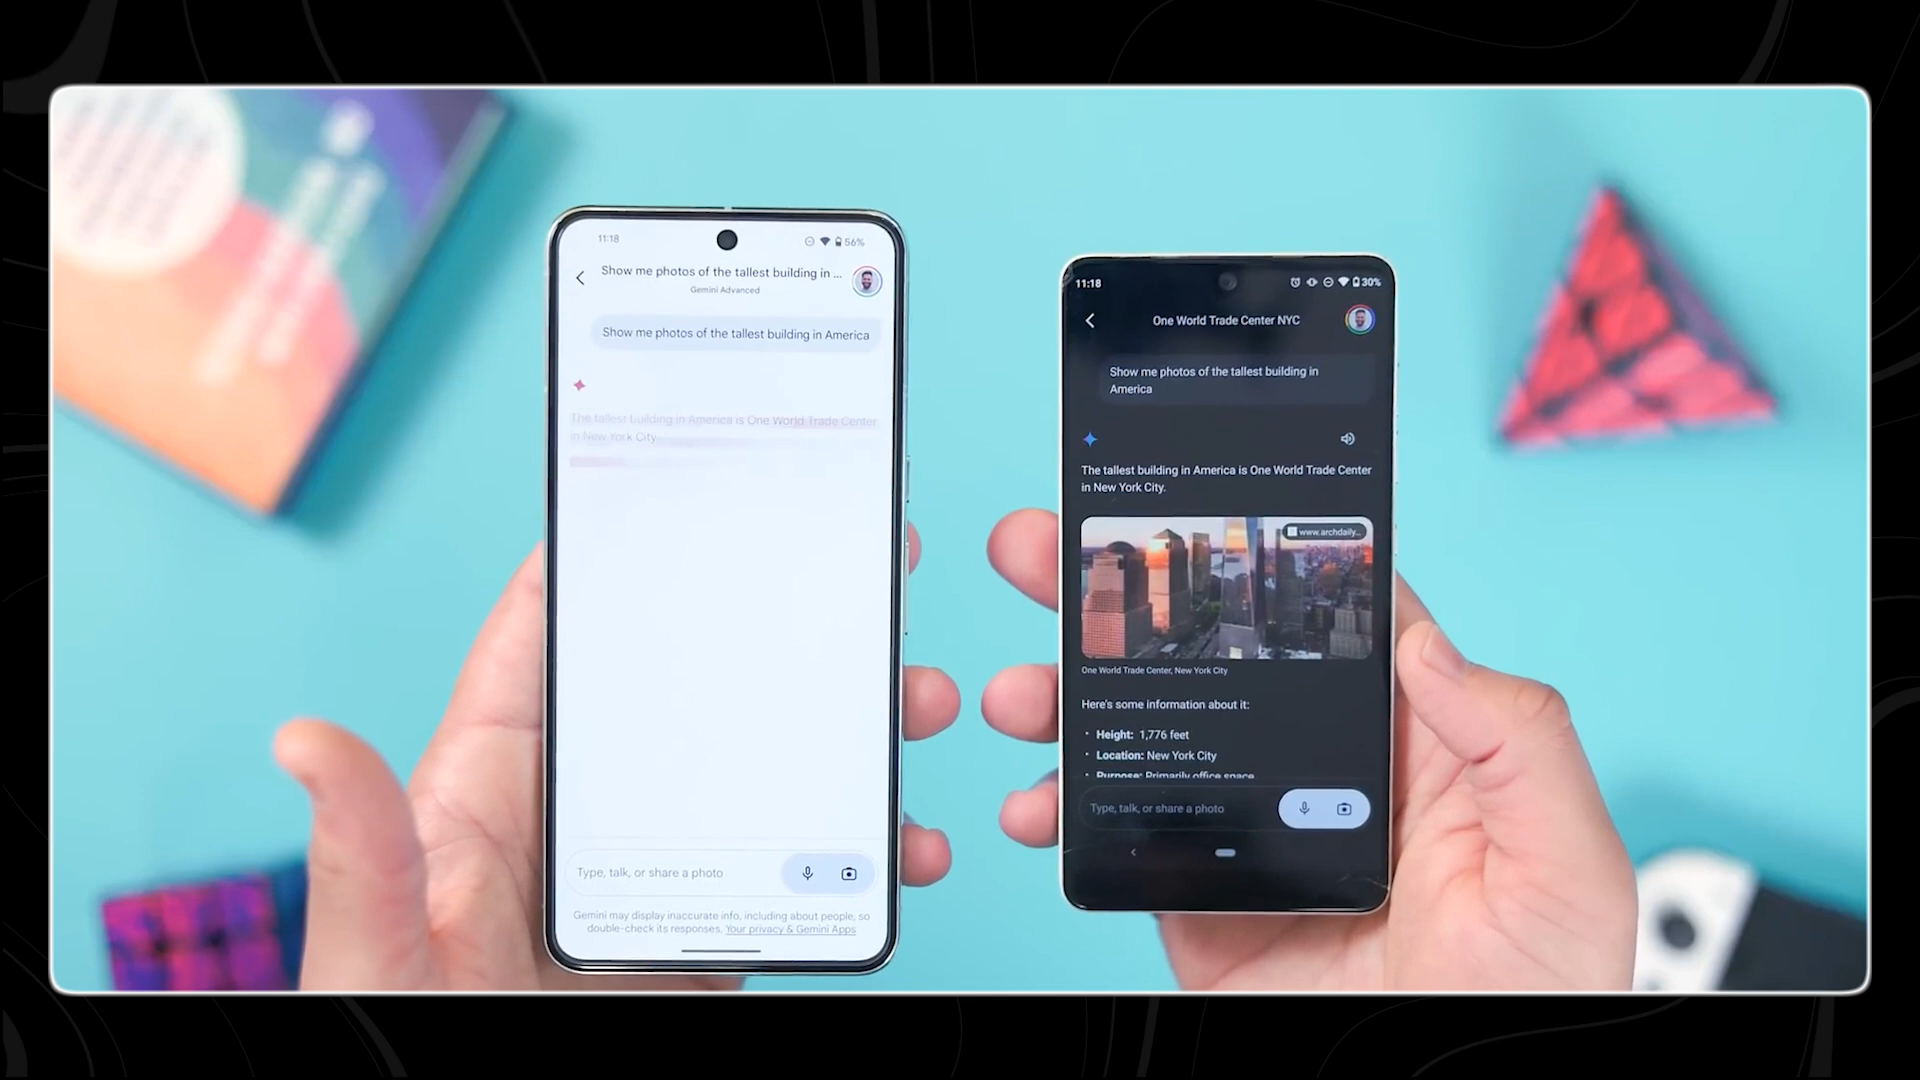 11:18
56%
Show me photos of the tallest building in ...
Gemini Advanced
Show me photos of the tallest building in America
The tallest building in America is One World Trade Center
in New York City
Type, talk, or share a photo
Gemini may display inaccurate info, including about people, so
double-check its responses. Your privacy & Gemini Apps
11:18
30%
One World Trade Center NYC
Show me photos of the tallest building in
America
The tallest building in America is One World Trade Center
in New York City.
www.archdaily...
One World Trade Center, New York City
Here's some information about it:
• Height: 1,776 feet
• Location: New York City
• Purpose: Primarily office space
Type, talk, or share a photo